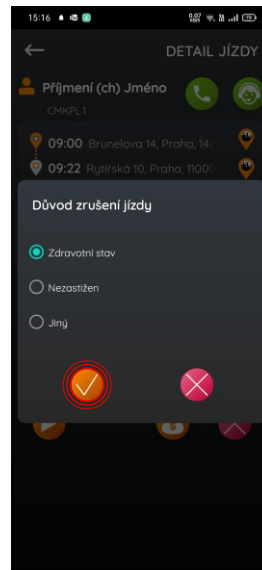 15:16
DETAIL JÍZDY
Příjmení (ch) Jméno
CMKPL1
09:00 Brunelova 14, Praha, 14
09:22 Rytířská 10, Praha, 1100
Důvod zrušení jízdy
Zdravotní stav
Nezastižen
Jiný